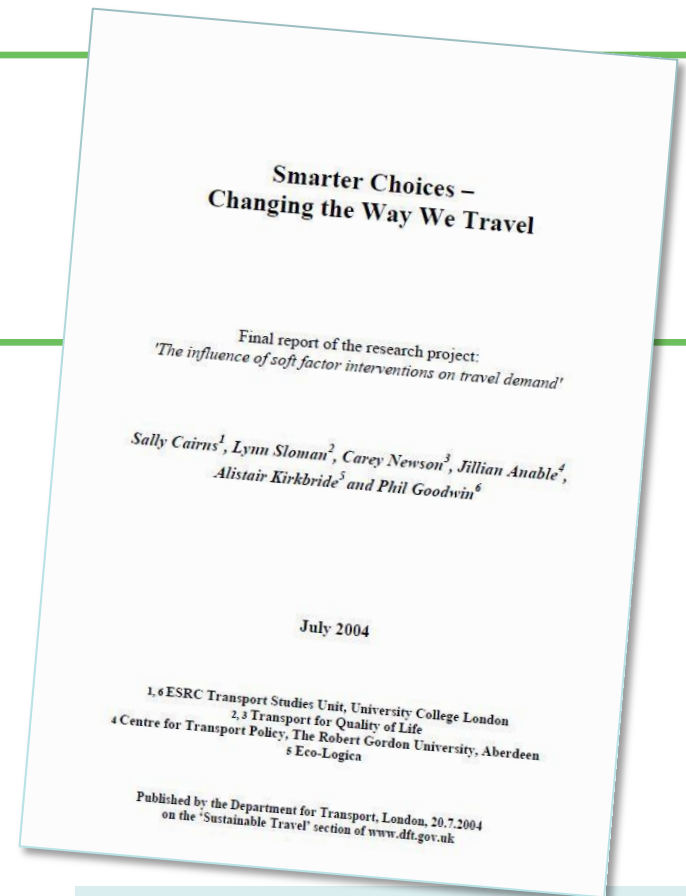 Smarter Choices –
Changing the Way We Travel
Final report of the research project:
'The influence of soft factor interventions on travel demand'
Sally Cairns1, Lynn Sloman2, Carey Newson3, Jillian Anable4,
Alistair Kirkbride5 and Phil Goodwin6
July 2004
1, 6 ESRC Transport Studies Unit, University College London
2, 3 Transport for Quality of Life
4 Centre for Transport Policy, The Robert Gordon University, Aberdeen
5 Eco-Logica
Published by the Department for Transport, London, 20.7.2004
on the ‘Sustainable Travel’ section of www.dft.gov.uk